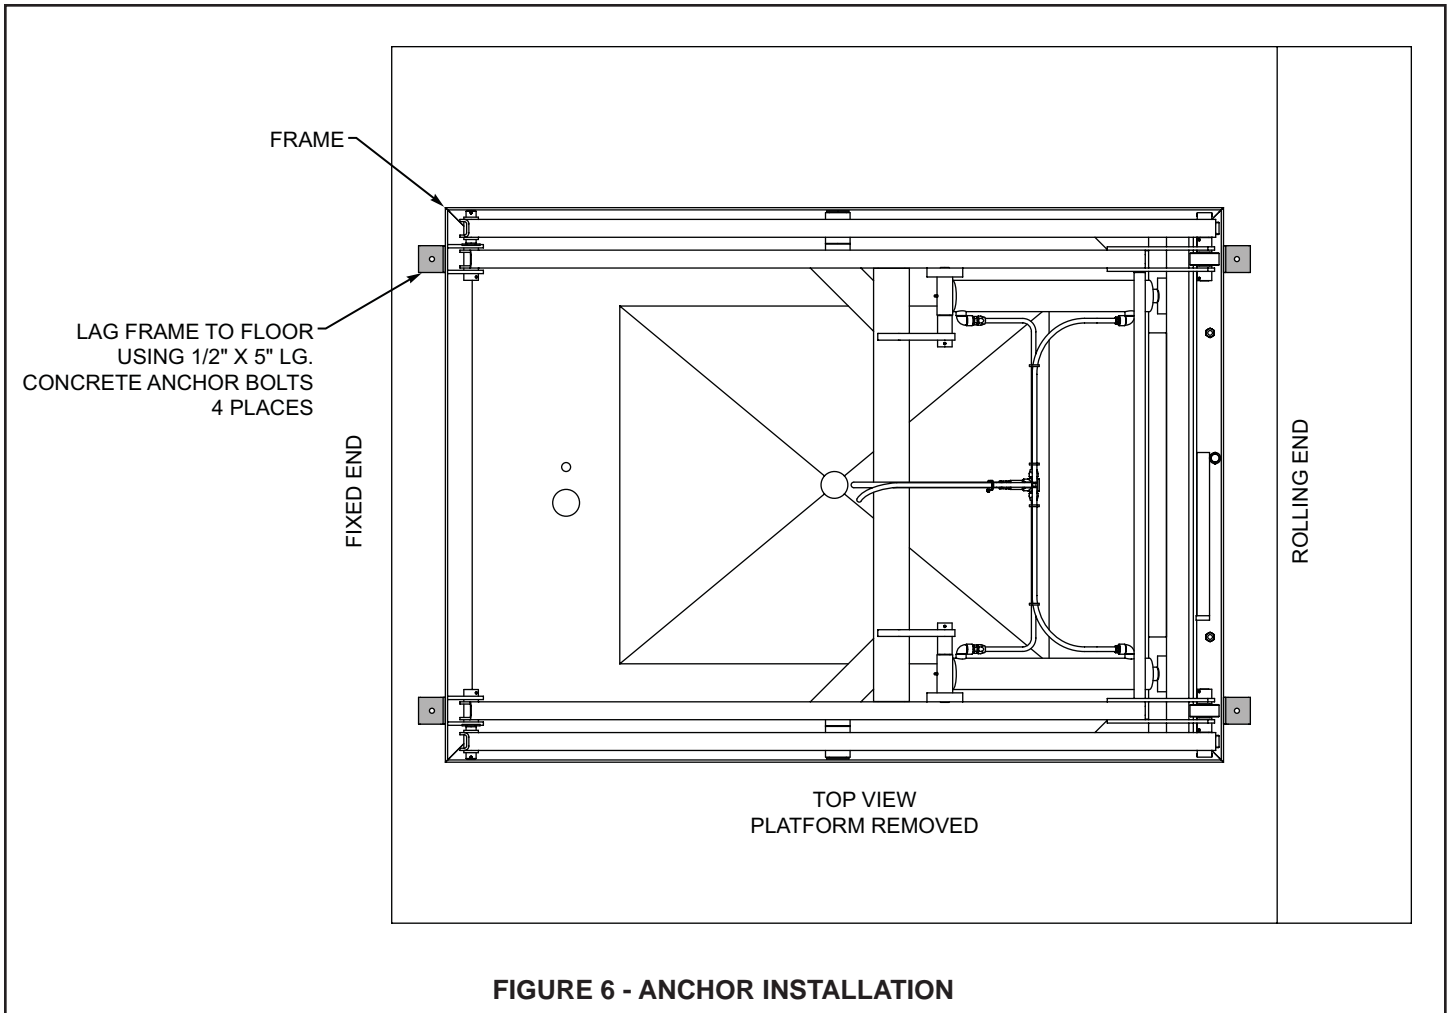 FRAME
LAG FRAME TO FLOOR
USING 1/2" X 5" LG.
CONCRETE ANCHOR BOLTS
4 PLACES
FIXED END
ROLLING END
TOP VIEW
PLATFORM REMOVED
FIGURE 6 - ANCHOR INSTALLATION